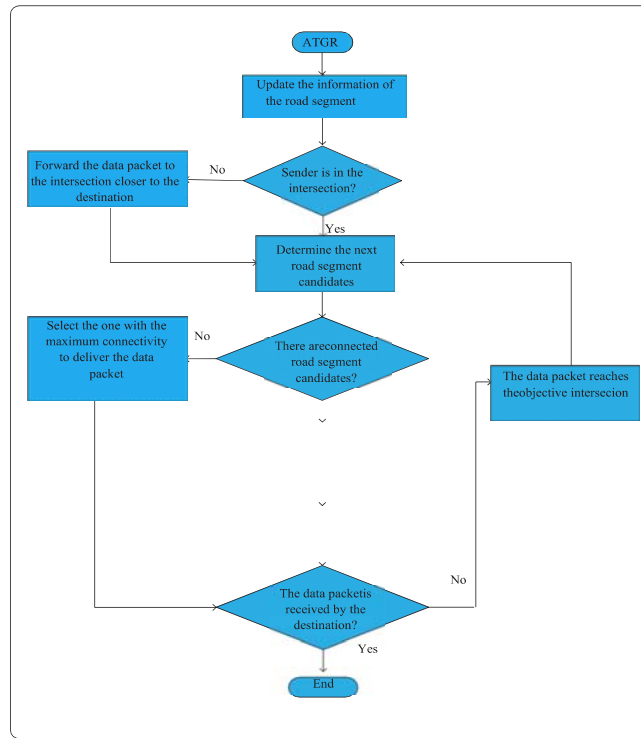 ATGR
Update the information of
the road segment
Forward the data packet to
the intersection closer to the
destination
No
Sender is in the
intersection?
Yes
Determine the next
road segment
candidates
Select the one with the
maximum connectivity
to deliver the data
packet
No
There areconnected
road segment
candidates?
The data packet reaches
theobjective intersecion
The data packetis
received by the
destination?
No
Yes
End